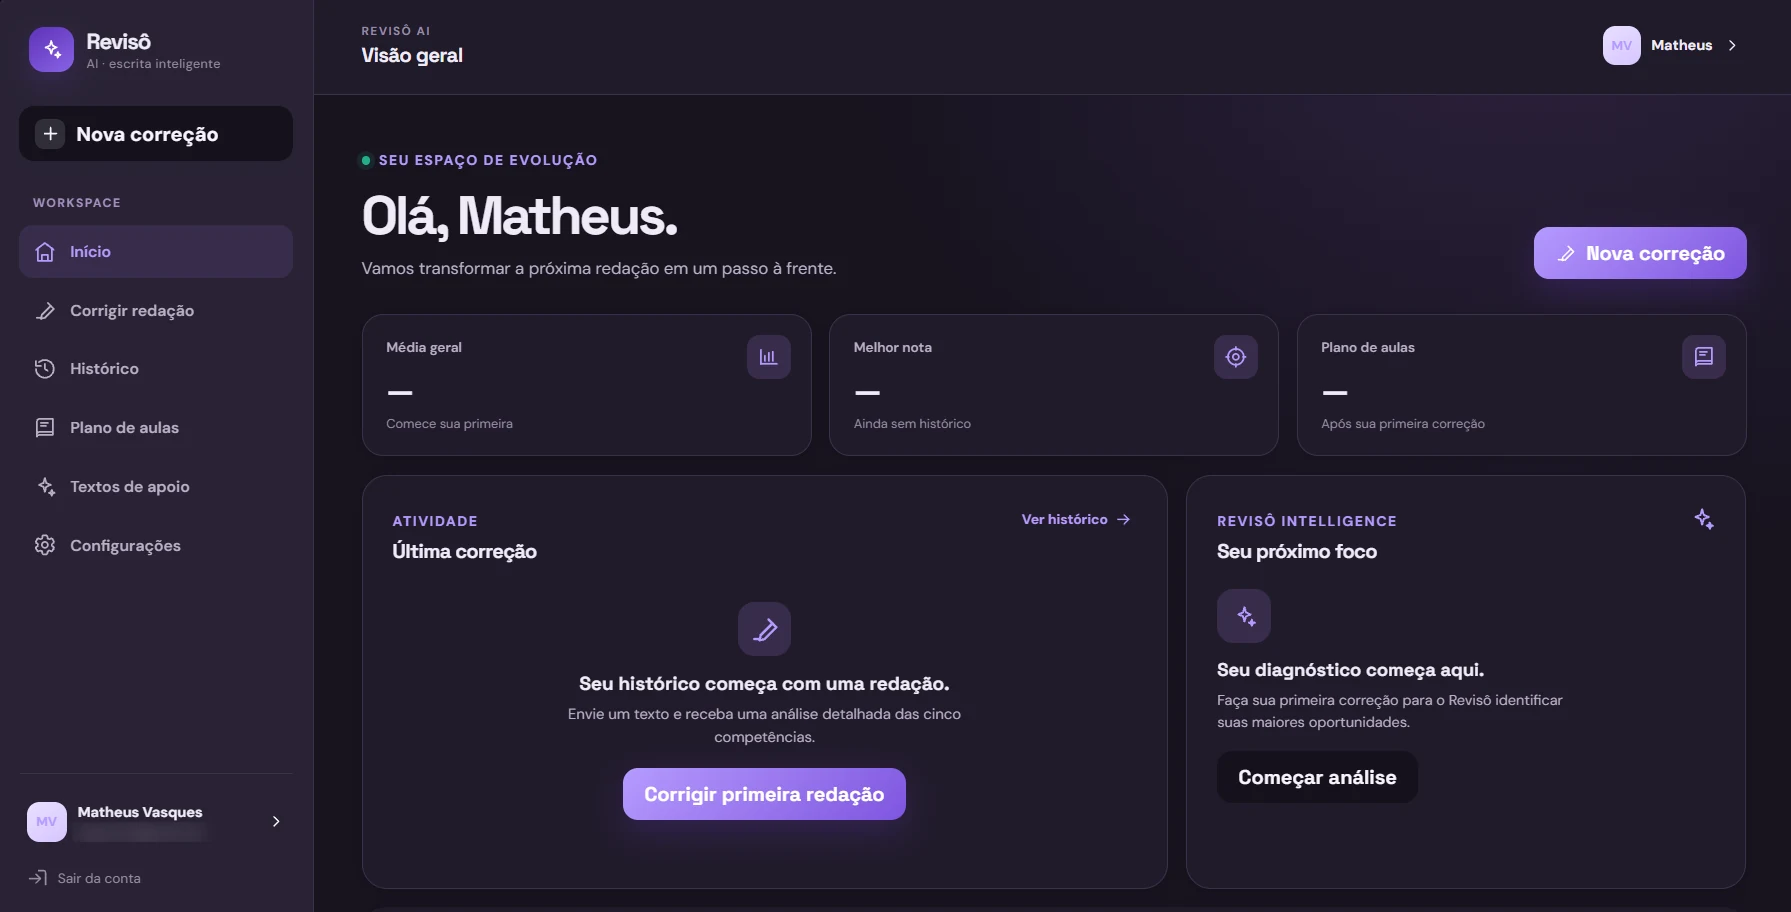 Revisô
AI · escrita inteligente
Nova correção
WORKSPACE
Início
Corrigir redação
Histórico
Plano de aulas
Textos de apoio
Configurações
MV
Matheus Vasques
Sair da conta
REVISÔ AI
Visão geral
MV
Matheus
SEU ESPAÇO DE EVOLUÇÃO
Olá, Matheus.
Vamos transformar a próxima redação em um passo à frente.
Nova correção
Média geral
—
Comece sua primeira
Melhor nota
—
Ainda sem histórico
Plano de aulas
—
Após sua primeira correção
ATIVIDADE
Ver histórico →
Última correção
Seu histórico começa com uma redação.
Envie um texto e receba uma análise detalhada das cinco
competências.
Corrigir primeira redação
REVISÔ INTELLIGENCE
Seu próximo foco
Seu diagnóstico começa aqui.
Faça sua primeira correção para o Revisô identificar
suas maiores oportunidades.
Começar análise